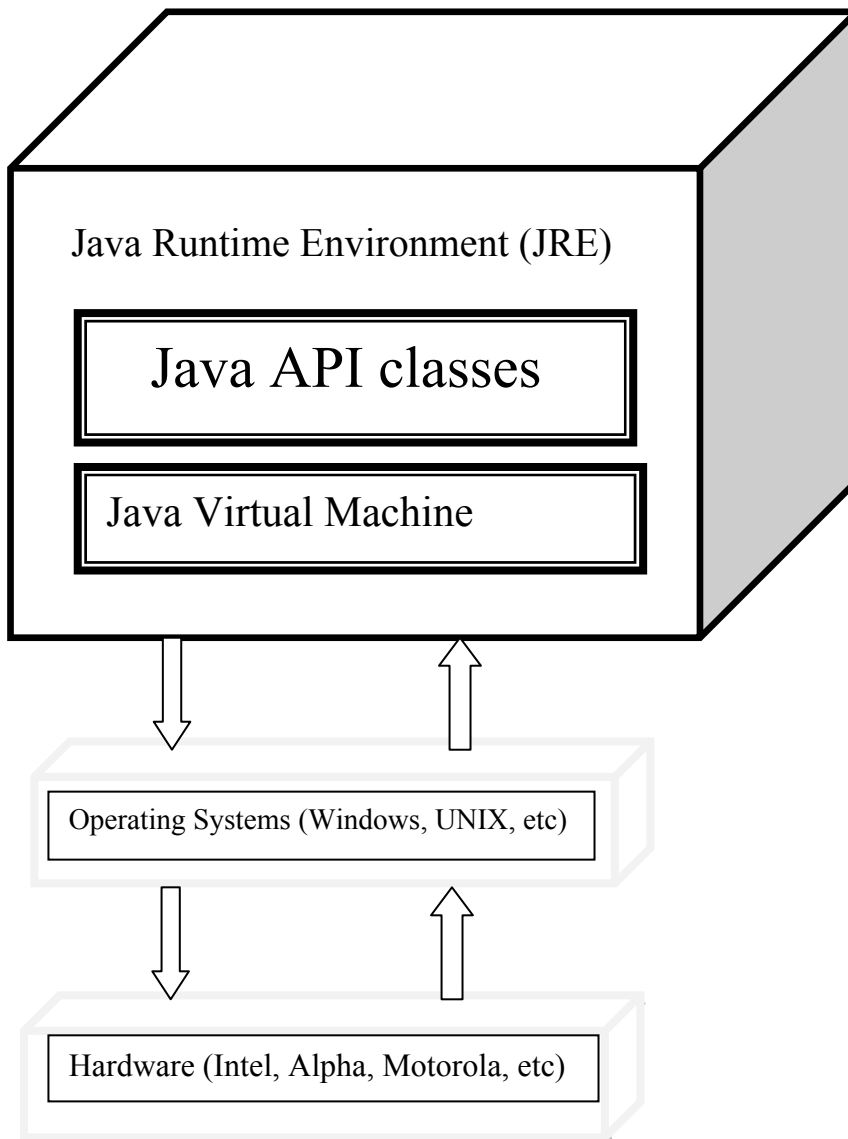 Java Runtime Environment (JRE)
Java API classes
Java Virtual Machine
Operating Systems (Windows, UNIX, etc)
Hardware (Intel, Alpha, Motorola, etc)